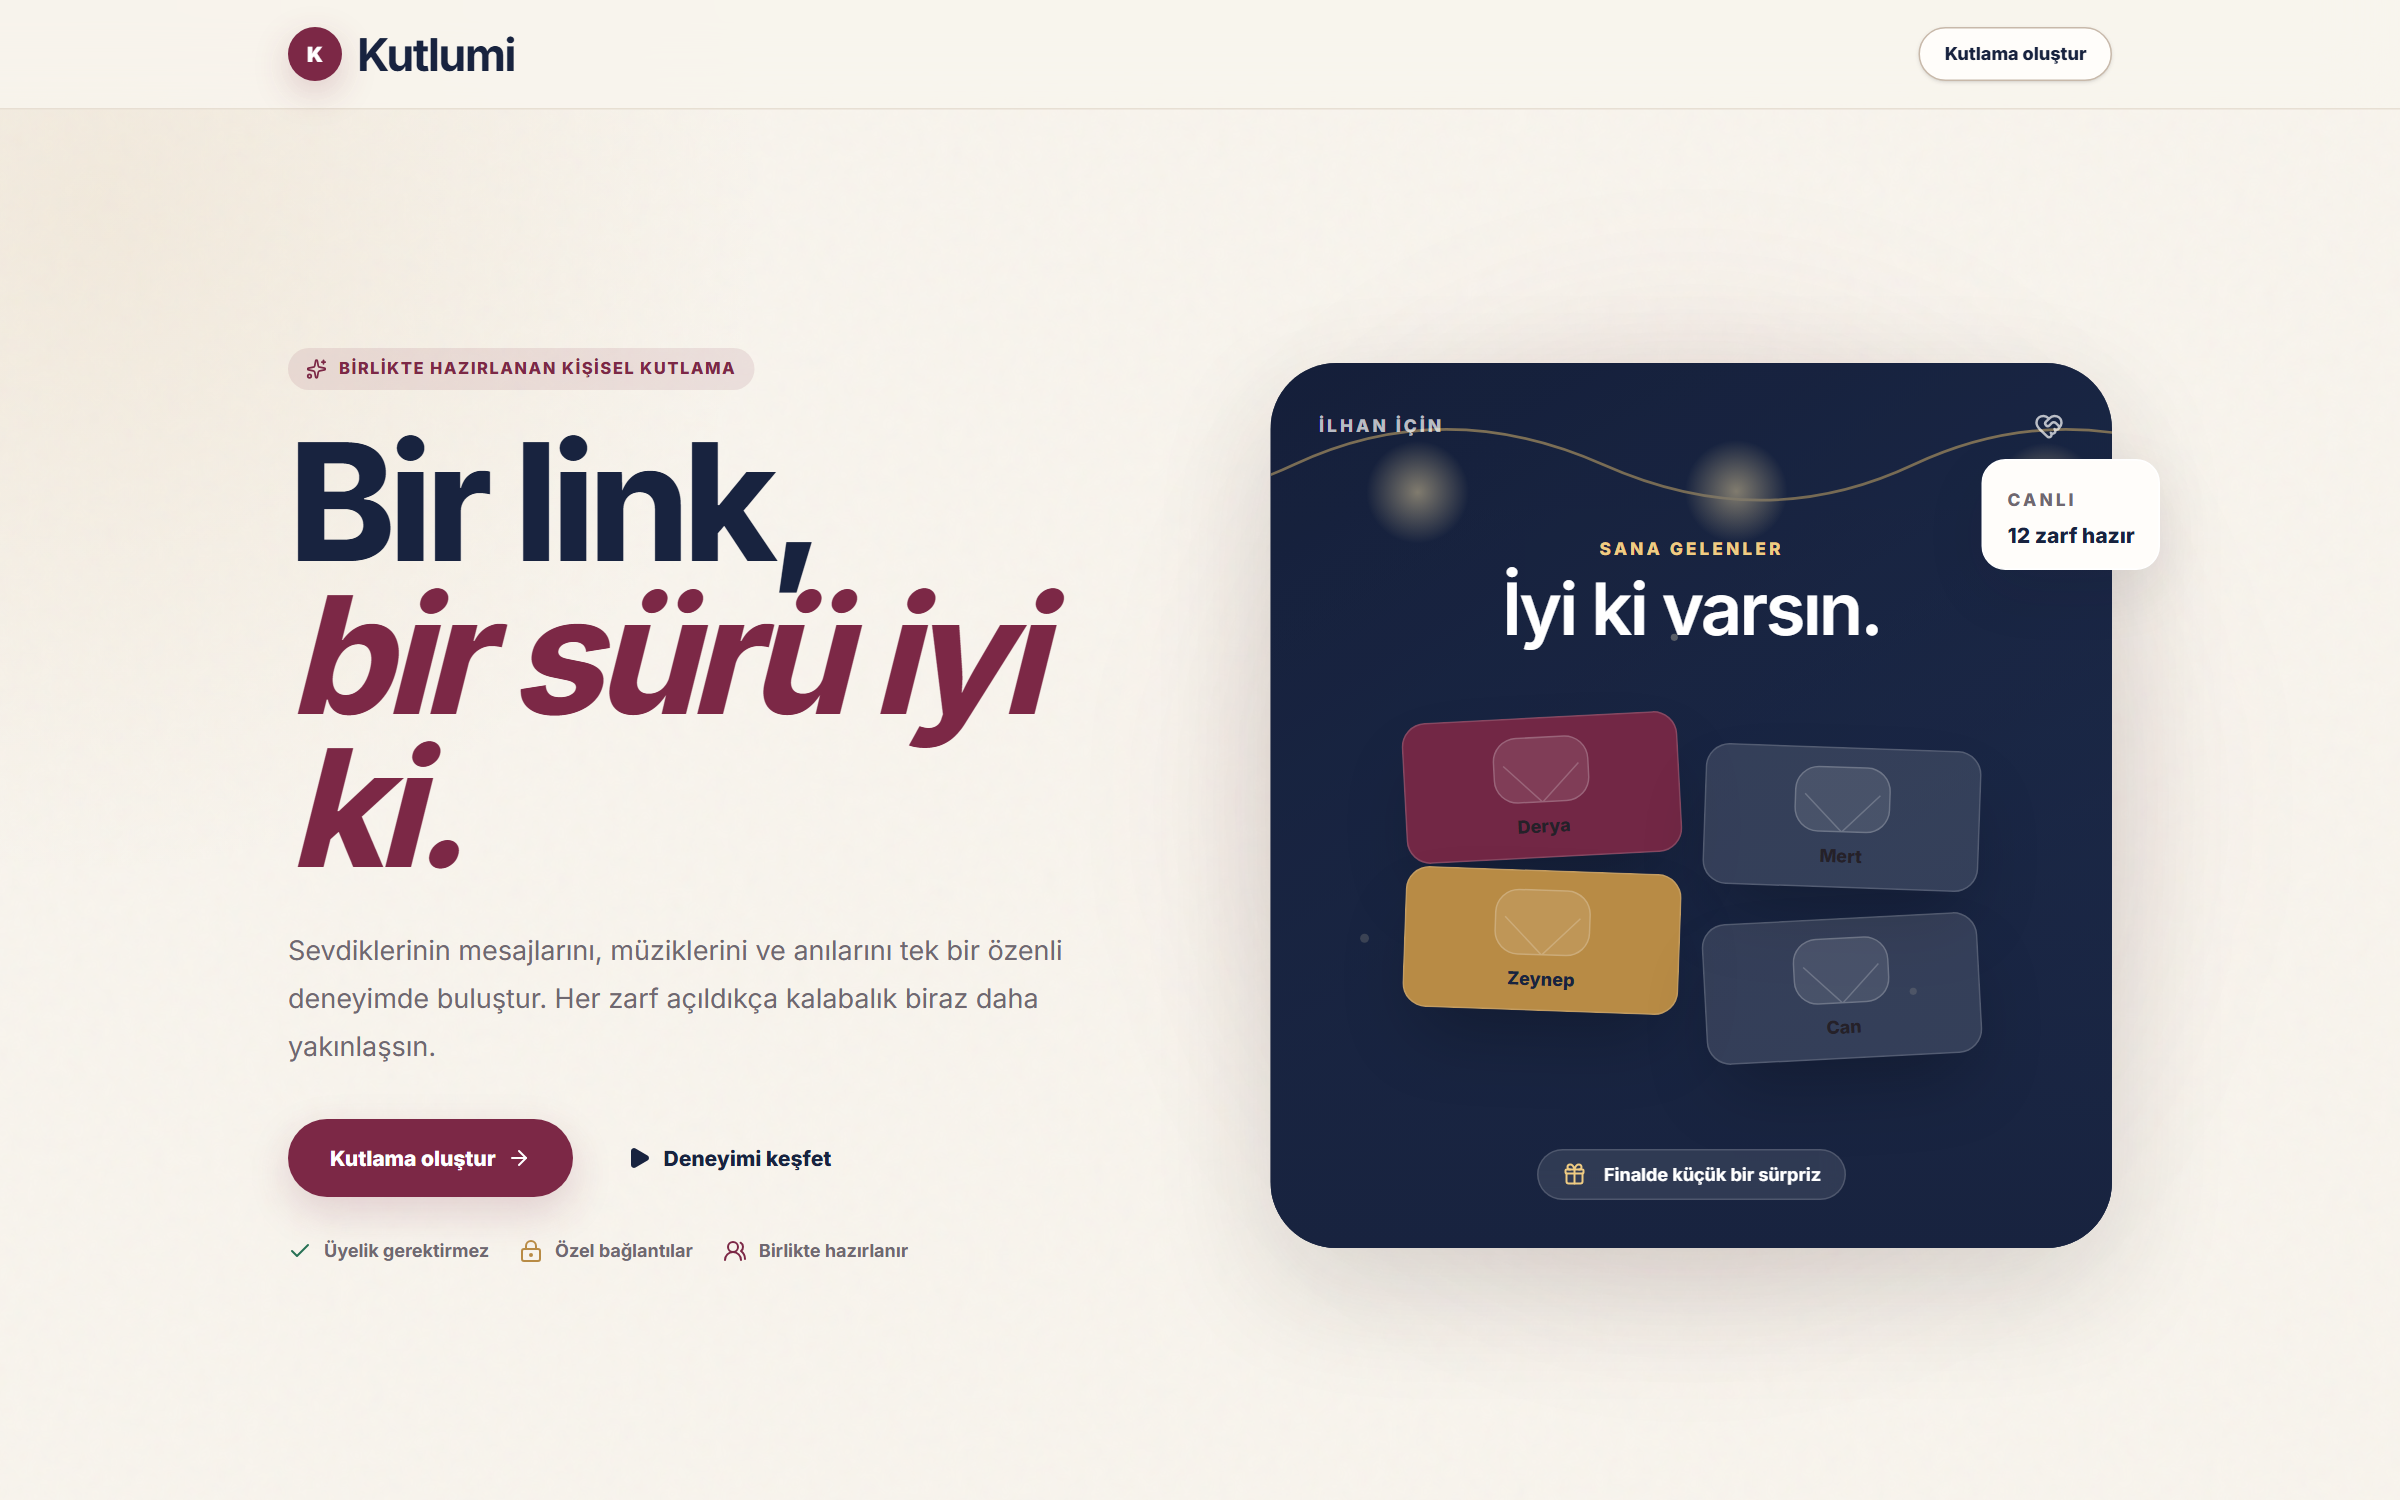 K
Kutlumi
Kutlama oluştur
BİRLİKTE HAZIRLANAN KİŞİSEL KUTLAMA
Bir link,
bir sürü iyi
ki.
Sevdiklerinin mesajlarını, müziklerini ve anılarını tek bir özenli
deneyimde buluştur. Her zarf açıldıkça kalabalık biraz daha
yakınlaşsın.
Kutlama oluştur
Deneyimi keşfet
Üyelik gerektirmez
Özel bağlantılar
Birlikte hazırlanır
İLHAN İÇİN
CANLI
12 zarf hazır
SANA GELENLER
İyi ki varsın.
Derya
Mert
Zeynep
Can
Finalde küçük bir sürpriz